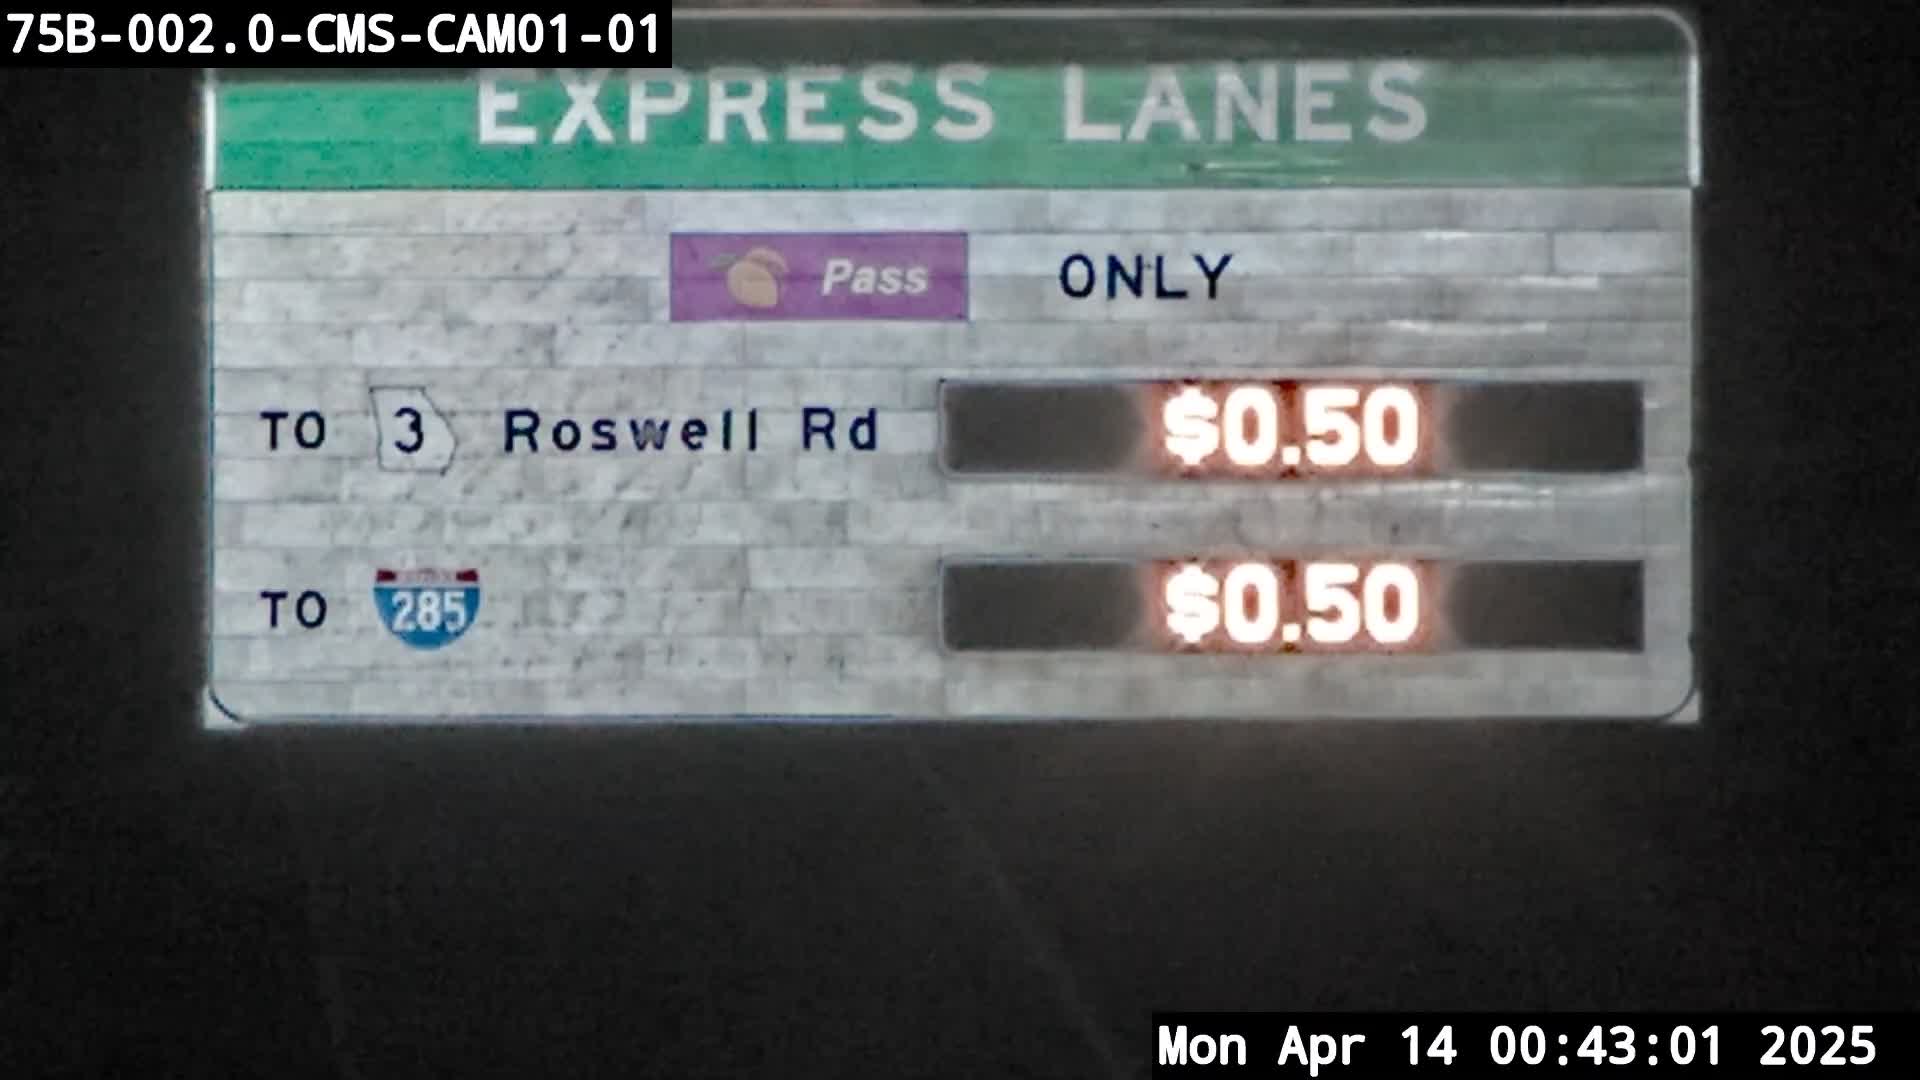 75B-002.0-CMS-CAM01-01
EXPRESS LANES
Pass ONLY
TO 3 Roswell Rd $0.50
TO 285 $0.50
Mon Apr 14 00:43:01 2025